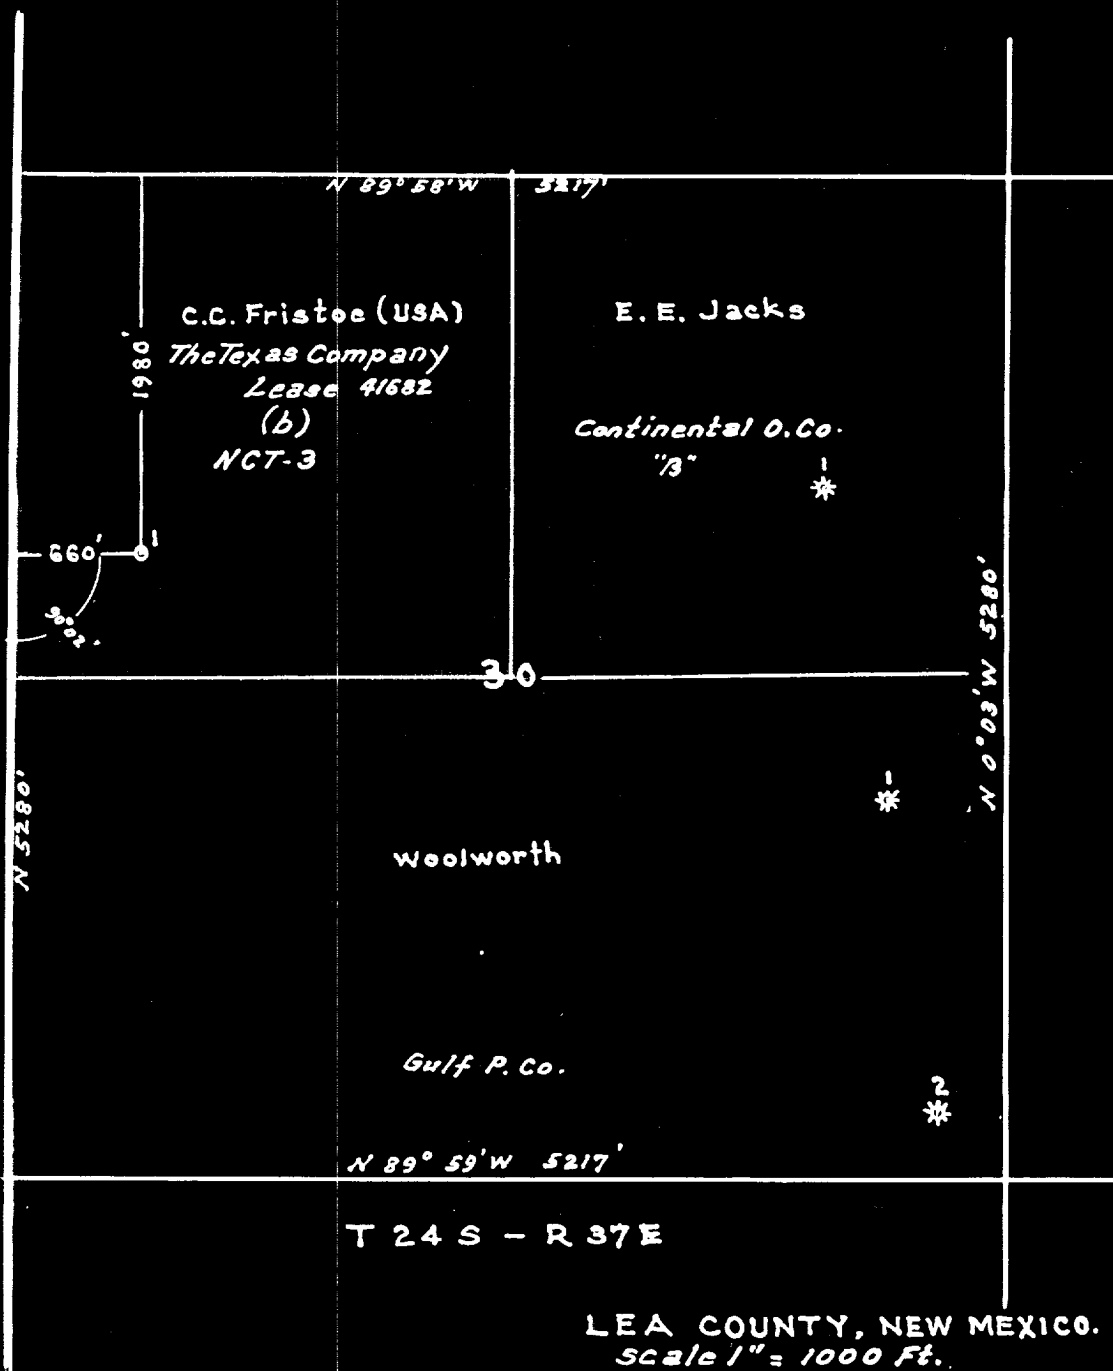 N 89° 58' W 5217'
C.C. Fristoe (USA)
The Texas Company
Lease 41682
(b)
NCT-3
1980'
660'
1
90°02'
E. E. Jacks
Continental O. Co.
"B"
1
30
N 5280'
N 0°03' W 5280'
1
Woolworth
Gulf P. Co.
2
N 89° 59' W 5217'
T 24 S - R 37 E
LEA COUNTY, NEW MEXICO.
Scale 1" = 1000 Ft.